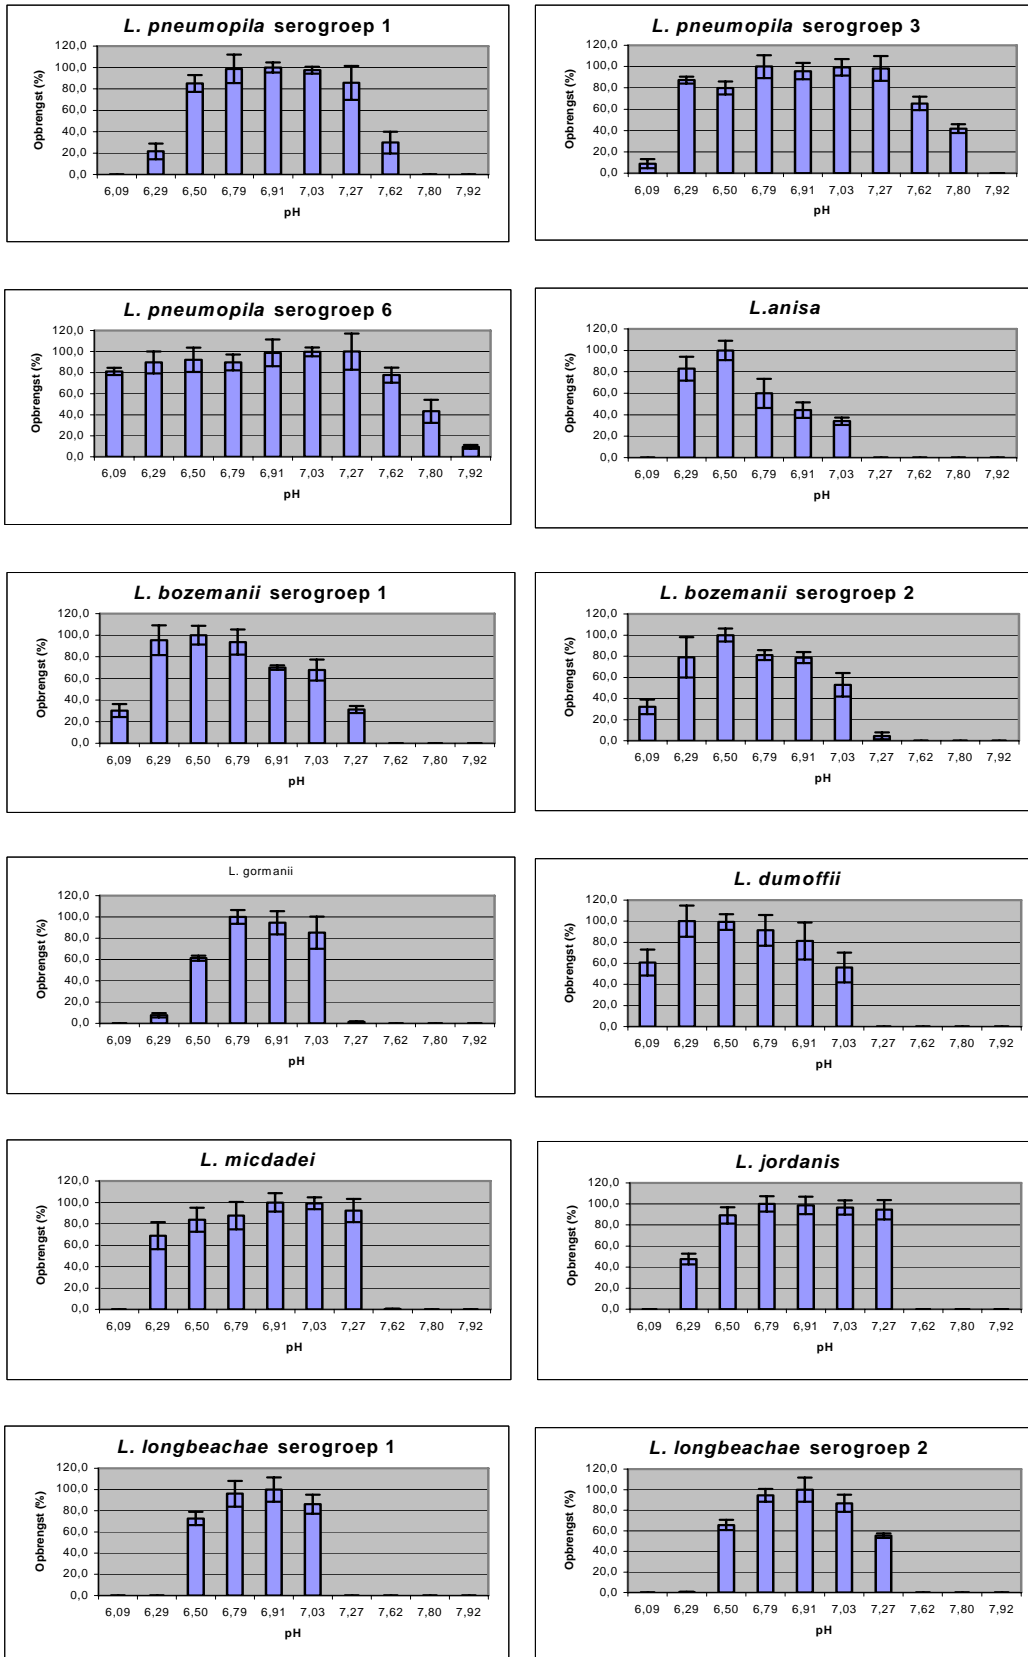 L. pneumopila serogroep 1
Opbrengst (%)
120,0
100,0
80,0
60,0
40,0
20,0
0,0
6,09 6,29 6,50 6,79 6,91 7,03 7,27 7,62 7,80 7,92
pH
L. pneumopila serogroep 3
Opbrengst (%)
120,0
100,0
80,0
60,0
40,0
20,0
0,0
6,09 6,29 6,50 6,79 6,91 7,03 7,27 7,62 7,80 7,92
pH
L. pneumopila serogroep 6
Opbrengst (%)
120,0
100,0
80,0
60,0
40,0
20,0
0,0
6,09 6,29 6,50 6,79 6,91 7,03 7,27 7,62 7,80 7,92
pH
L.anisa
Opbrengst (%)
120,0
100,0
80,0
60,0
40,0
20,0
0,0
6,09 6,29 6,50 6,79 6,91 7,03 7,27 7,62 7,80 7,92
pH
L. bozemanii serogroep 1
Opbrengst (%)
120,0
100,0
80,0
60,0
40,0
20,0
0,0
6,09 6,29 6,50 6,79 6,91 7,03 7,27 7,62 7,80 7,92
pH
L. bozemanii serogroep 2
Opbrengst (%)
120,0
100,0
80,0
60,0
40,0
20,0
0,0
6,09 6,29 6,50 6,79 6,91 7,03 7,27 7,62 7,80 7,92
pH
L. gormanii
Opbrengst (%)
120,0
100,0
80,0
60,0
40,0
20,0
0,0
6,09 6,29 6,50 6,79 6,91 7,03 7,27 7,62 7,80 7,92
pH
L. dumoffii
Opbrengst (%)
120,0
100,0
80,0
60,0
40,0
20,0
0,0
6,09 6,29 6,50 6,79 6,91 7,03 7,27 7,62 7,80 7,92
pH
L. micdadei
Opbrengst (%)
120,0
100,0
80,0
60,0
40,0
20,0
0,0
6,09 6,29 6,50 6,79 6,91 7,03 7,27 7,62 7,80 7,92
pH
L. jordanis
Opbrengst (%)
120,0
100,0
80,0
60,0
40,0
20,0
0,0
6,09 6,29 6,50 6,79 6,91 7,03 7,27 7,62 7,80 7,92
pH
L. longbeachae serogroep 1
Opbrengst (%)
120,0
100,0
80,0
60,0
40,0
20,0
0,0
6,09 6,29 6,50 6,79 6,91 7,03 7,27 7,62 7,80 7,92
pH
L. longbeachae serogroep 2
Opbrengst (%)
120,0
100,0
80,0
60,0
40,0
20,0
0,0
6,09 6,29 6,50 6,79 6,91 7,03 7,27 7,62 7,80 7,92
pH